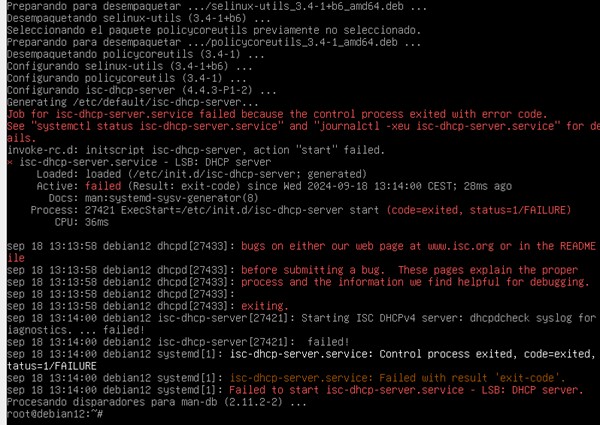 Preparando para desempaquetar .../selinux-utils_3.4-1+b6_amd64.deb ...
Desempaquetando selinux-utils (3.4-1+b6) ...
Seleccionando el paquete policycoreutils previamente no seleccionado.
Preparando para desempaquetar .../policycoreutils_3.4-1_amd64.deb ...
Desempaquetando policycoreutils (3.4-1) ...
Configurando selinux-utils (3.4-1+b6) ...
Configurando policycoreutils (3.4-1) ...
Configurando isc-dhcp-server (4.4.3-P1-2) ...
Generating /etc/default/isc-dhcp-server...
Job for isc-dhcp-server.service failed because the control process exited with error code.
See "systemctl status isc-dhcp-server.service" and "journalctl -xeu isc-dhcp-server.service" for de
ails.
invoke-rc.d: initscript isc-dhcp-server, action "start" failed.
× isc-dhcp-server.service - LSB: DHCP server
Loaded: loaded (/etc/init.d/isc-dhcp-server; generated)
Active: failed (Result: exit-code) since Wed 2024-09-18 13:14:00 CEST; 28ms ago
Docs: man:systemd-sysv-generator(8)
Process: 27421 ExecStart=/etc/init.d/isc-dhcp-server start (code=exited, status=1/FAILURE)
CPU: 36ms
sep 18 13:13:58 debian12 dhcpd[27433]: bugs on either our web page at www.isc.org or in the README
ile
sep 18 13:13:58 debian12 dhcpd[27433]: before submitting a bug.  These pages explain the proper
sep 18 13:13:58 debian12 dhcpd[27433]: process and the information we find helpful for debugging.
sep 18 13:13:58 debian12 dhcpd[27433]:
sep 18 13:13:58 debian12 dhcpd[27433]: exiting.
sep 18 13:14:00 debian12 isc-dhcp-server[27421]: Starting ISC DHCPv4 server: dhcpdcheck syslog for
iagnostics. ... failed!
sep 18 13:14:00 debian12 isc-dhcp-server[27421]:  failed!
sep 18 13:14:00 debian12 systemd[1]: isc-dhcp-server.service: Control process exited, code=exited,
tatus=1/FAILURE
sep 18 13:14:00 debian12 systemd[1]: isc-dhcp-server.service: Failed with result 'exit-code'.
sep 18 13:14:00 debian12 systemd[1]: Failed to start isc-dhcp-server.service - LSB: DHCP server.
Procesando disparadores para man-db (2.11.2-2) ...
root@debian12:~#